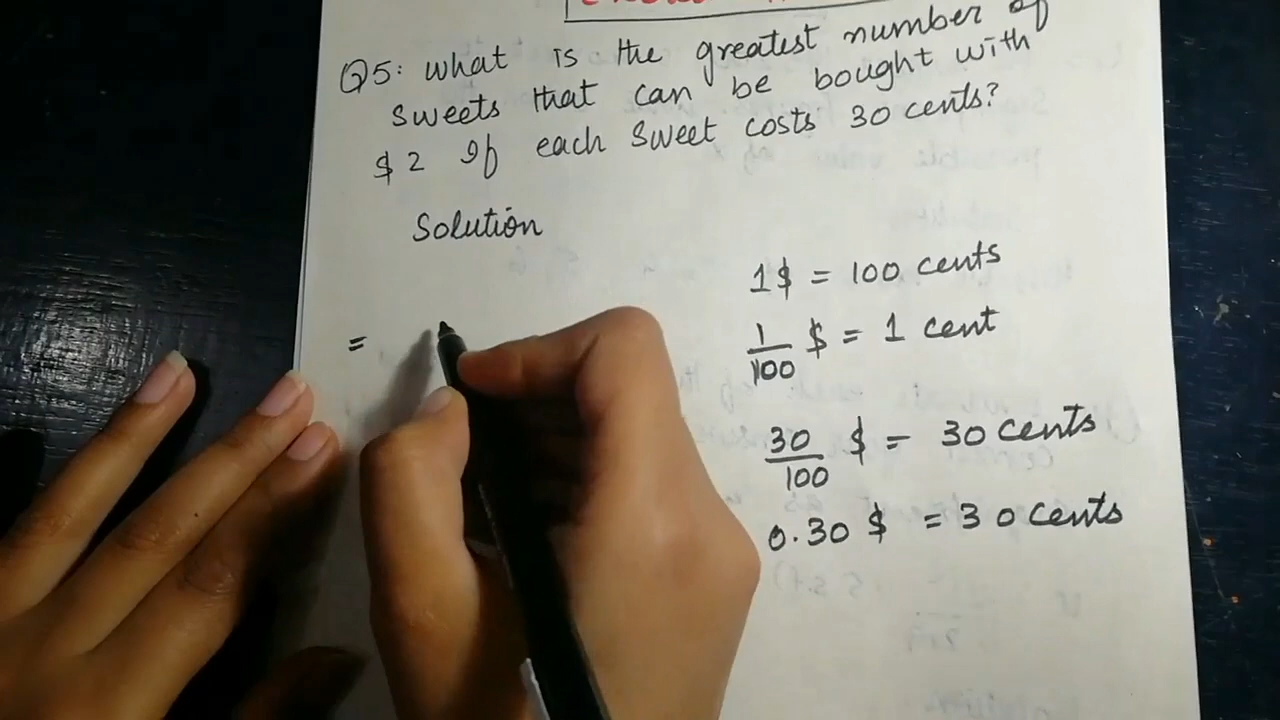 Q5: what is the greatest number of
sweets that can be bought with
$ 2 If each sweet costs 30 cents?
Solution
1$ = 100 cents
1/100 $ = 1 cent
30/100 $ = 30 cents
0.30 $ = 30 cents
=